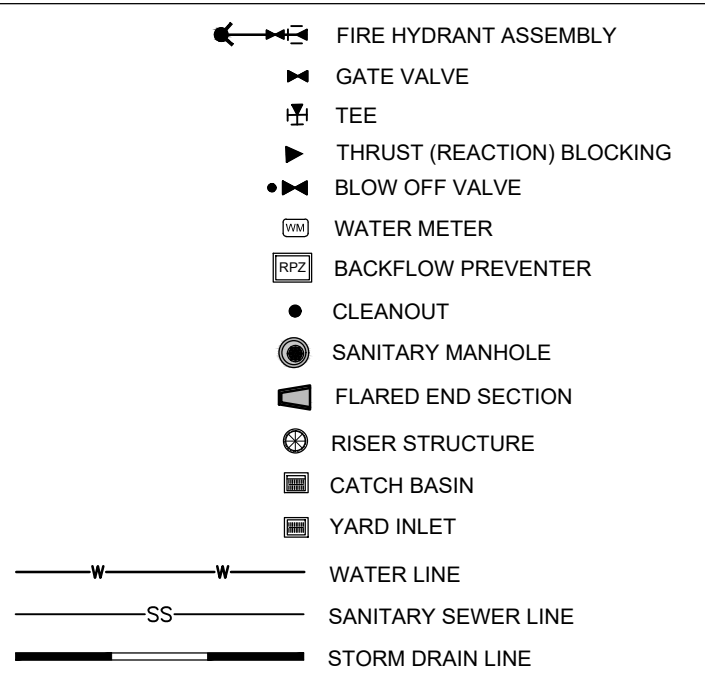 FIRE HYDRANT ASSEMBLY
GATE VALVE
TEE
THRUST (REACTION) BLOCKING
BLOW OFF VALVE
WM WATER METER
RPZ BACKFLOW PREVENTER
CLEANOUT
SANITARY MANHOLE
FLARED END SECTION
RISER STRUCTURE
CATCH BASIN
YARD INLET
W W WATER LINE
SS SANITARY SEWER LINE
STORM DRAIN LINE